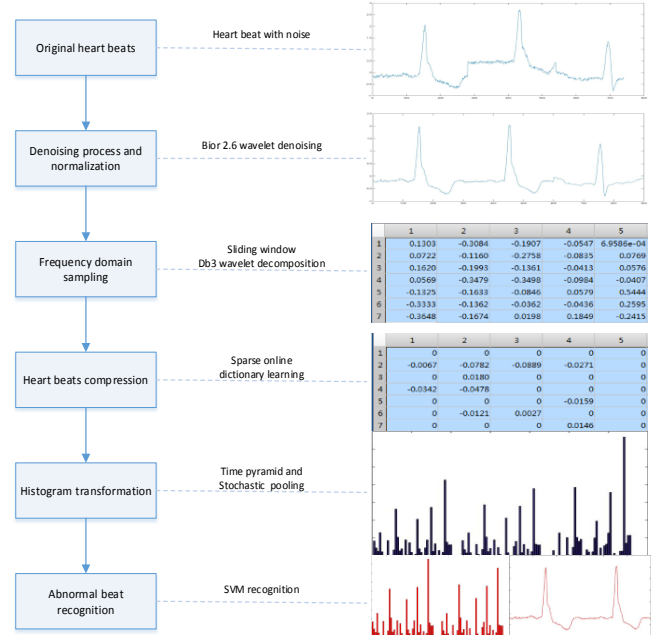 Original heart beats
Heart beat with noise
Denoising process and
normalization
Bior 2.6 wavelet denoising
Frequency domain
sampling
Sliding window
Db3 wavelet decomposition
1 2 3 4 5
1 0.1303 -0.3084 -0.1907 -0.0547 6.9586e-04
2 0.0722 -0.1160 -0.2758 -0.0835 0.0769
3 0.1620 -0.1993 -0.1361 -0.0413 0.0576
4 0.0569 -0.3479 -0.3498 -0.0984 -0.0407
5 -0.1325 -0.1633 -0.0846 0.0579 0.5444
6 -0.3333 -0.1362 -0.0362 -0.0436 0.2595
7 -0.3648 -0.1674 0.0198 0.1849 -0.2415
Heart beats compression
Sparse online
dictionary learning
1 2 3 4 5
1 0 0 0 0 0
2 -0.0067 -0.0782 -0.0889 -0.0271 0
3 0 0.0180 0 0 0
4 -0.0342 -0.0478 0 0 0
5 0 0 0 -0.0159 0
6 0 -0.0121 0.0027 0 0
7 0 0 0 0.0146 0
Histogram transformation
Time pyramid and
Stochastic pooling
Abnormal beat
recognition
SVM recognition